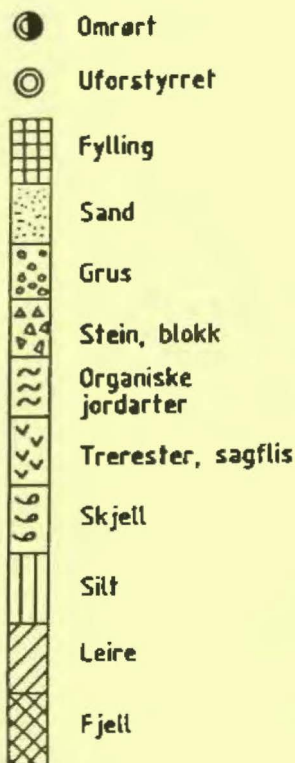 Omrørt
Uforstyrret
Fylling
Sand
Grus
Stein, blokk
Organiske
jordarter
Trerester, sagflis
Skjell
Silt
Leire
Fjell